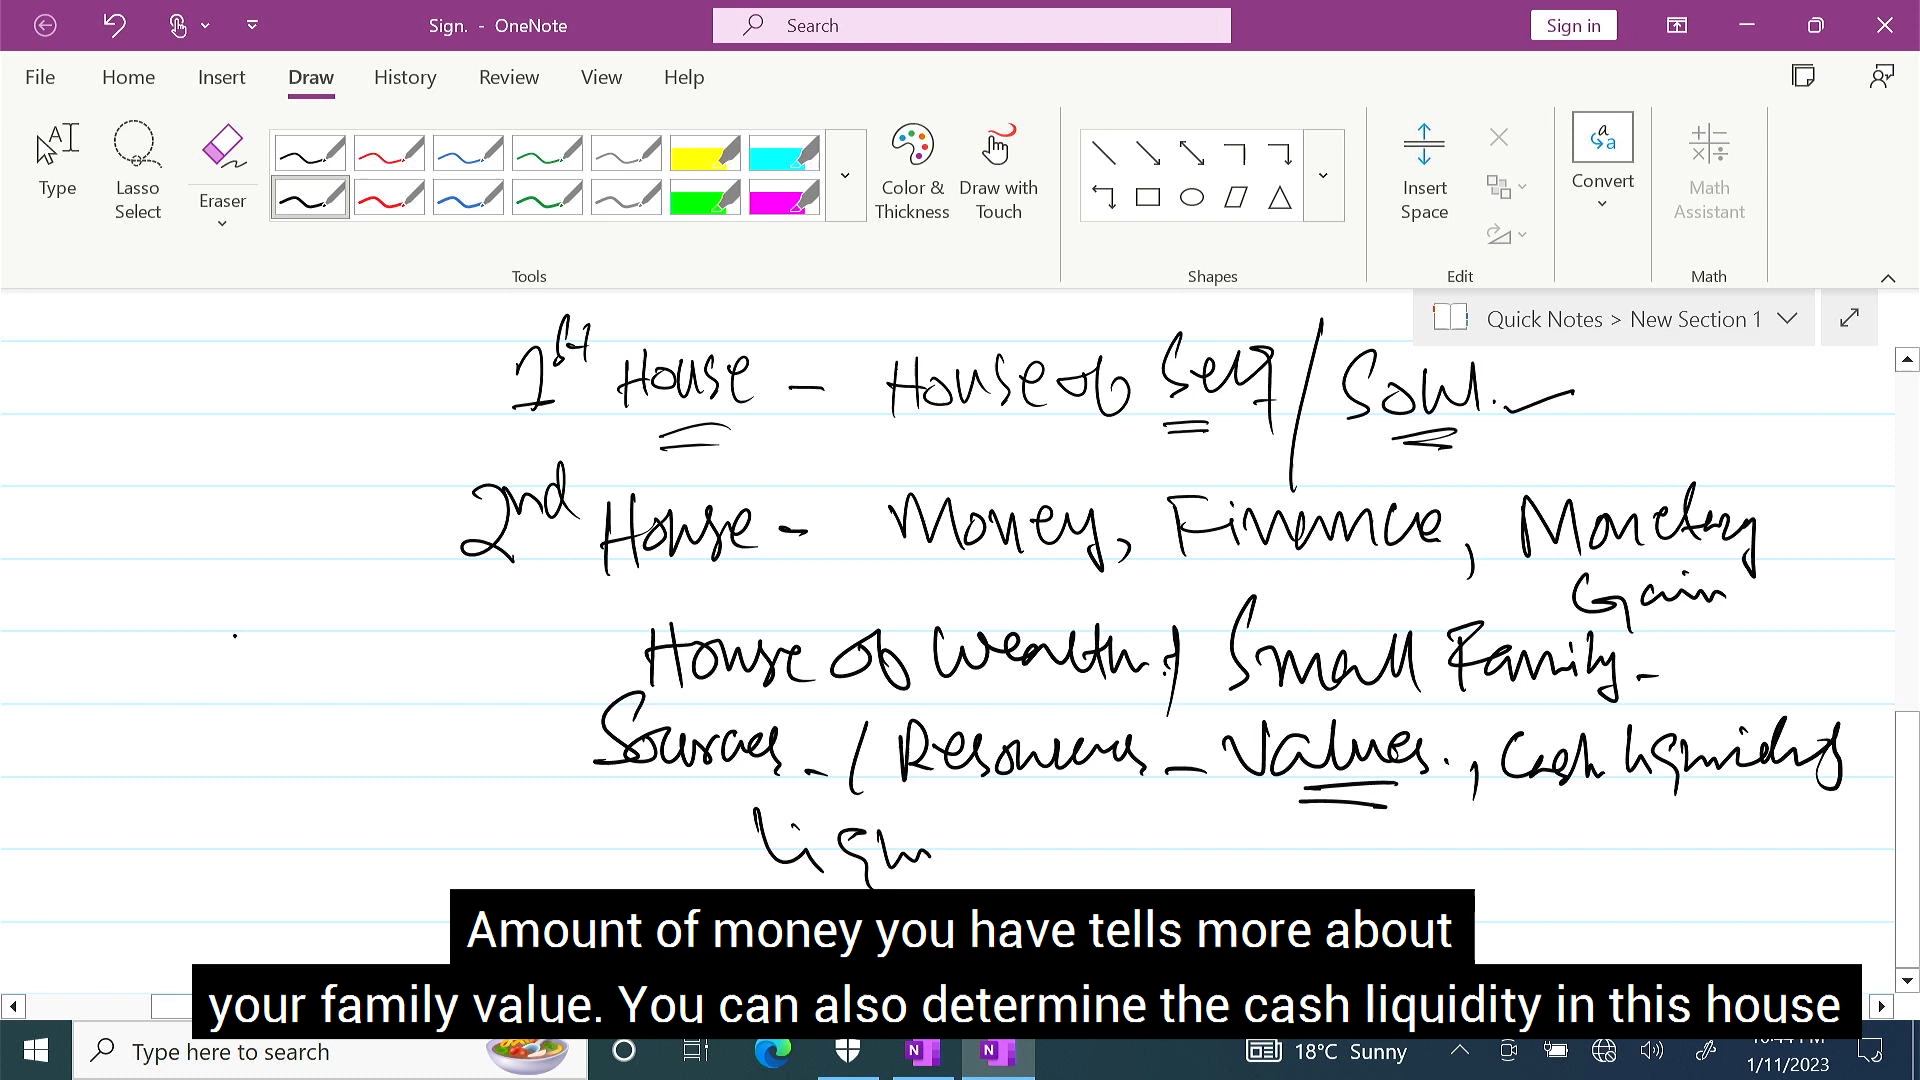 Sign. - OneNote
Search
Sign in
File Home Insert Draw History Review View Help
Type
Lasso Select
Eraser
Color & Thickness
Draw with Touch
Insert Space
Convert
Math Assistant
Tools Shapes Edit Math
Quick Notes > New Section 1
1st House - House of Self / Soul.
2nd House - Money, Finance, Monetary
Gain
House of Wealth & Small Family -
Sources - / Resources - Values., Cash liquidity
Liqu
Amount of money you have tells more about
your family value. You can also determine the cash liquidity in this house
Type here to search
18°C Sunny
1/11/2023